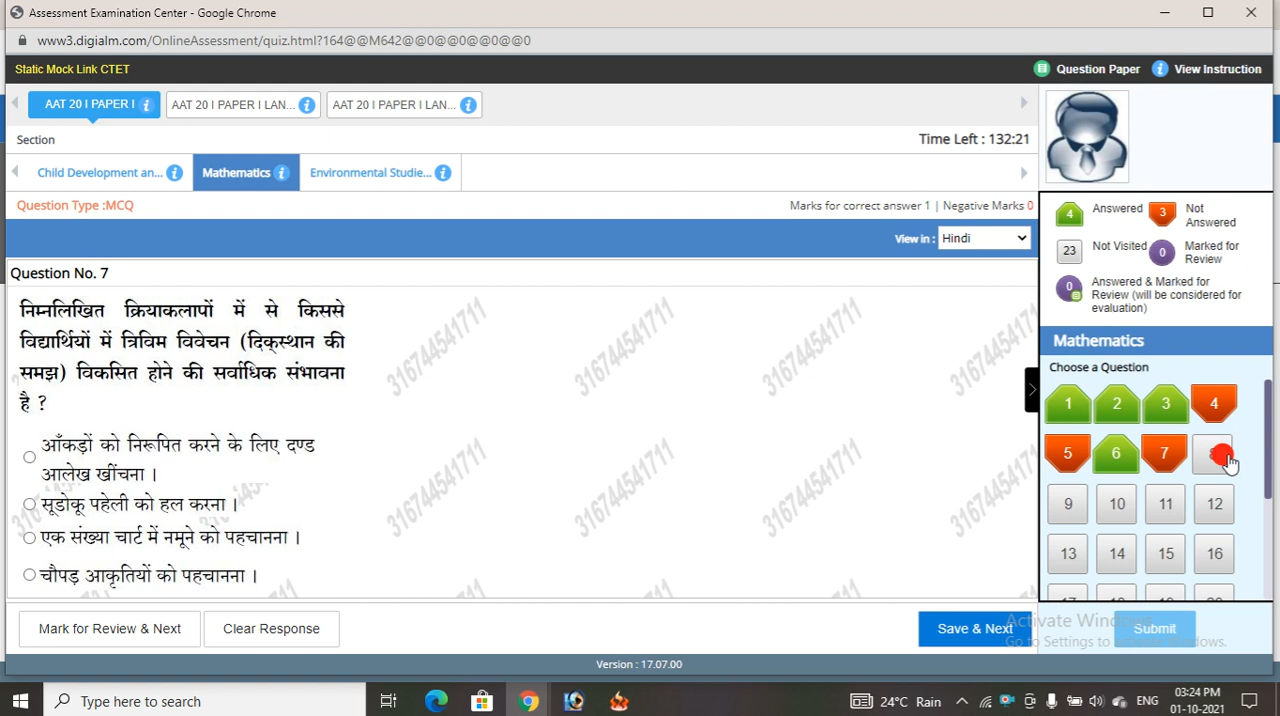 Assessment Examination Center - Google Chrome
www3.digialm.com/OnlineAssessment/quiz.html?164@@M642@@0@@0@@0@@0
Static Mock Link CTET
Question Paper
View Instruction
AAT 20 I PAPER I
AAT 20 I PAPER I LAN...
AAT 20 I PAPER I LAN...
Section
Time Left : 132:21
Child Development an...
Mathematics
Environmental Studie...
Question Type :MCQ
Marks for correct answer 1 | Negative Marks 0
View in : Hindi
Question No. 7
निम्नलिखित क्रियाकलापों में से किससे
विद्यार्थियों में त्रिविम विवेचन (दिक्स्थान की
समझ) विकसित होने की सर्वाधिक संभावना
है ?
आँकड़ों को निरूपित करने के लिए दण्ड
आलेख खींचना ।
सूडोकू पहेली को हल करना ।
एक संख्या चार्ट में नमूने को पहचानना ।
चौपड़ आकृतियों को पहचानना ।
316744541711 316744541711 316744541711 316744541711
316744541711 316744541711 316744541711
Mark for Review & Next
Clear Response
Save & Next
4 Answered
3 Not
Answered
23 Not Visited
0 Marked for
Review
0 Answered & Marked for
Review (will be considered for
evaluation)
Mathematics
Choose a Question
1 2 3 4
5 6 7
9 10 11 12
13 14 15 16
Submit
Activate Windows
Go to Settings to activate Windows.
Version : 17.07.00
Type here to search
24°C Rain
ENG
03:24 PM
01-10-2021